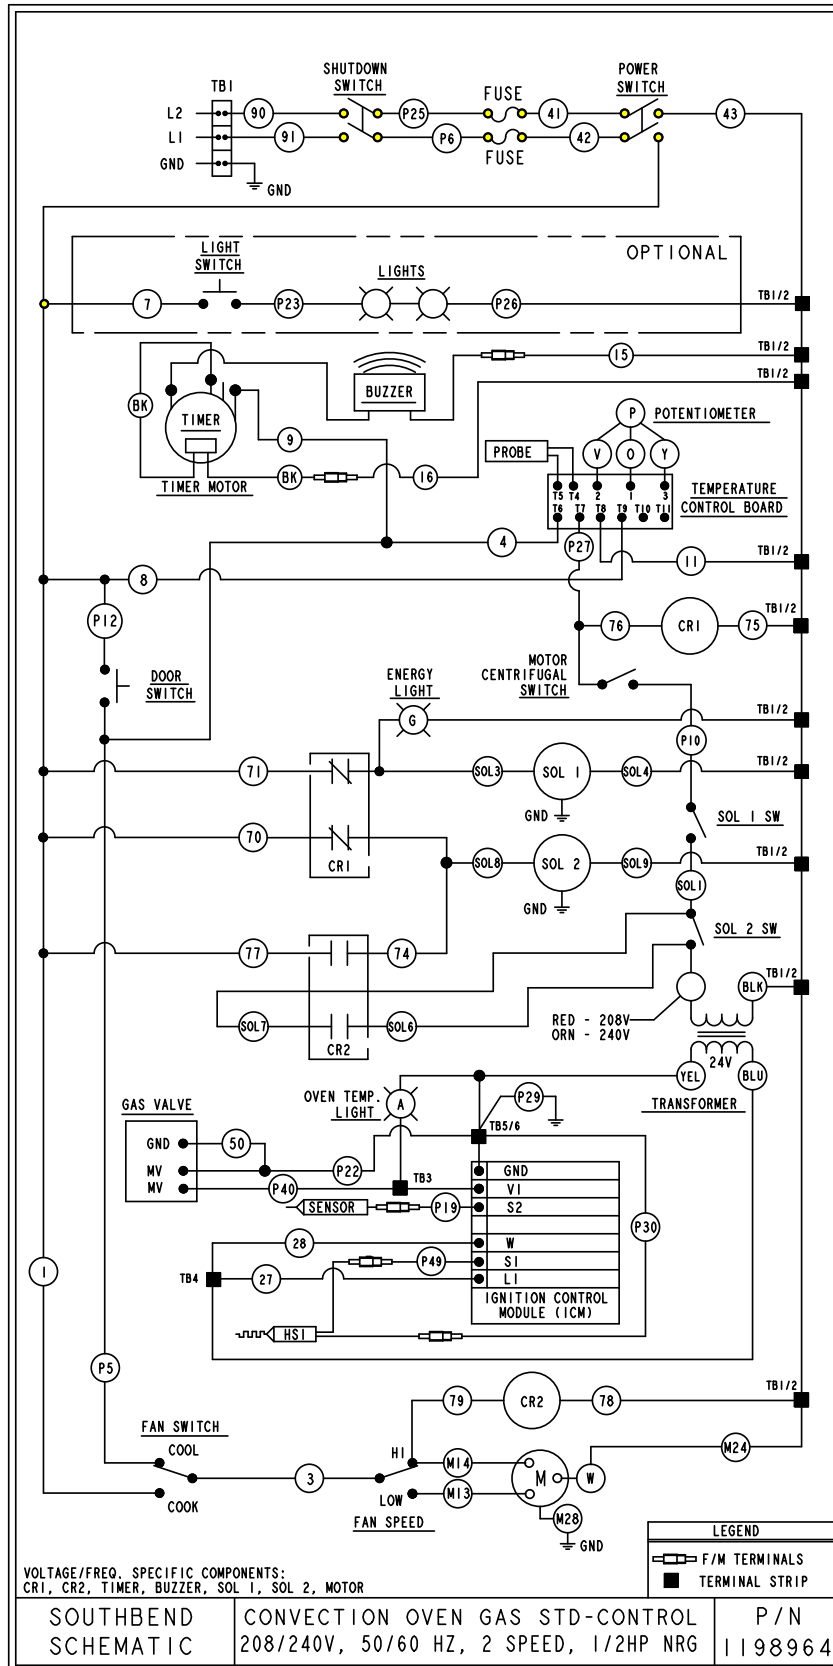 SHUTDOWN
SWITCH
POWER
SWITCH
TB1
FUSE
L2
90
P25
41
43
L1
91
P6
42
FUSE
GND
GND
OPTIONAL
LIGHT
SWITCH
LIGHTS
7
P23
P26
TB1/2
TB1/2
15
TB1/2
BUZZER
BK
TIMER
9
P
POTENTIOMETER
PROBE
V
O
Y
TIMER MOTOR
BK
16
TEMPERATURE
CONTROL BOARD
T5 T4 2 1 3
T6 T7 T8 T9 T10 T11
4
P27
11
TB1/2
8
P12
76
CR1
75
TB1/2
DOOR
SWITCH
ENERGY
LIGHT
MOTOR
CENTRIFUGAL
SWITCH
G
TB1/2
P10
71
SOL3
SOL 1
SOL4
TB1/2
GND
SOL 1 SW
70
CR1
SOL8
SOL 2
SOL9
TB1/2
SOL1
GND
SOL 2 SW
77
74
SOL7
SOL6
CR2
TB1/2
BLK
RED - 208V
ORN - 240V
24V
YEL
BLU
TRANSFORMER
OVEN TEMP.
LIGHT
A
P29
TB5/6
GAS VALVE
GND
50
MV
P22
MV
P40
TB3
GND
V1
SENSOR
P19
S2
P30
28
W
P49
S1
TB4
27
L1
IGNITION CONTROL
MODULE (ICM)
HSI
1
P5
79
CR2
78
TB1/2
FAN SWITCH
COOL
COOK
3
HI
M14
M
W
M24
LOW
M13
FAN SPEED
M28
GND
LEGEND
F/M TERMINALS
TERMINAL STRIP
VOLTAGE/FREQ. SPECIFIC COMPONENTS:
CR1, CR2, TIMER, BUZZER, SOL 1, SOL 2, MOTOR
SOUTHBEND
SCHEMATIC
CONVECTION OVEN GAS STD-CONTROL
208/240V, 50/60 HZ, 2 SPEED, 1/2HP NRG
P/N
1198964